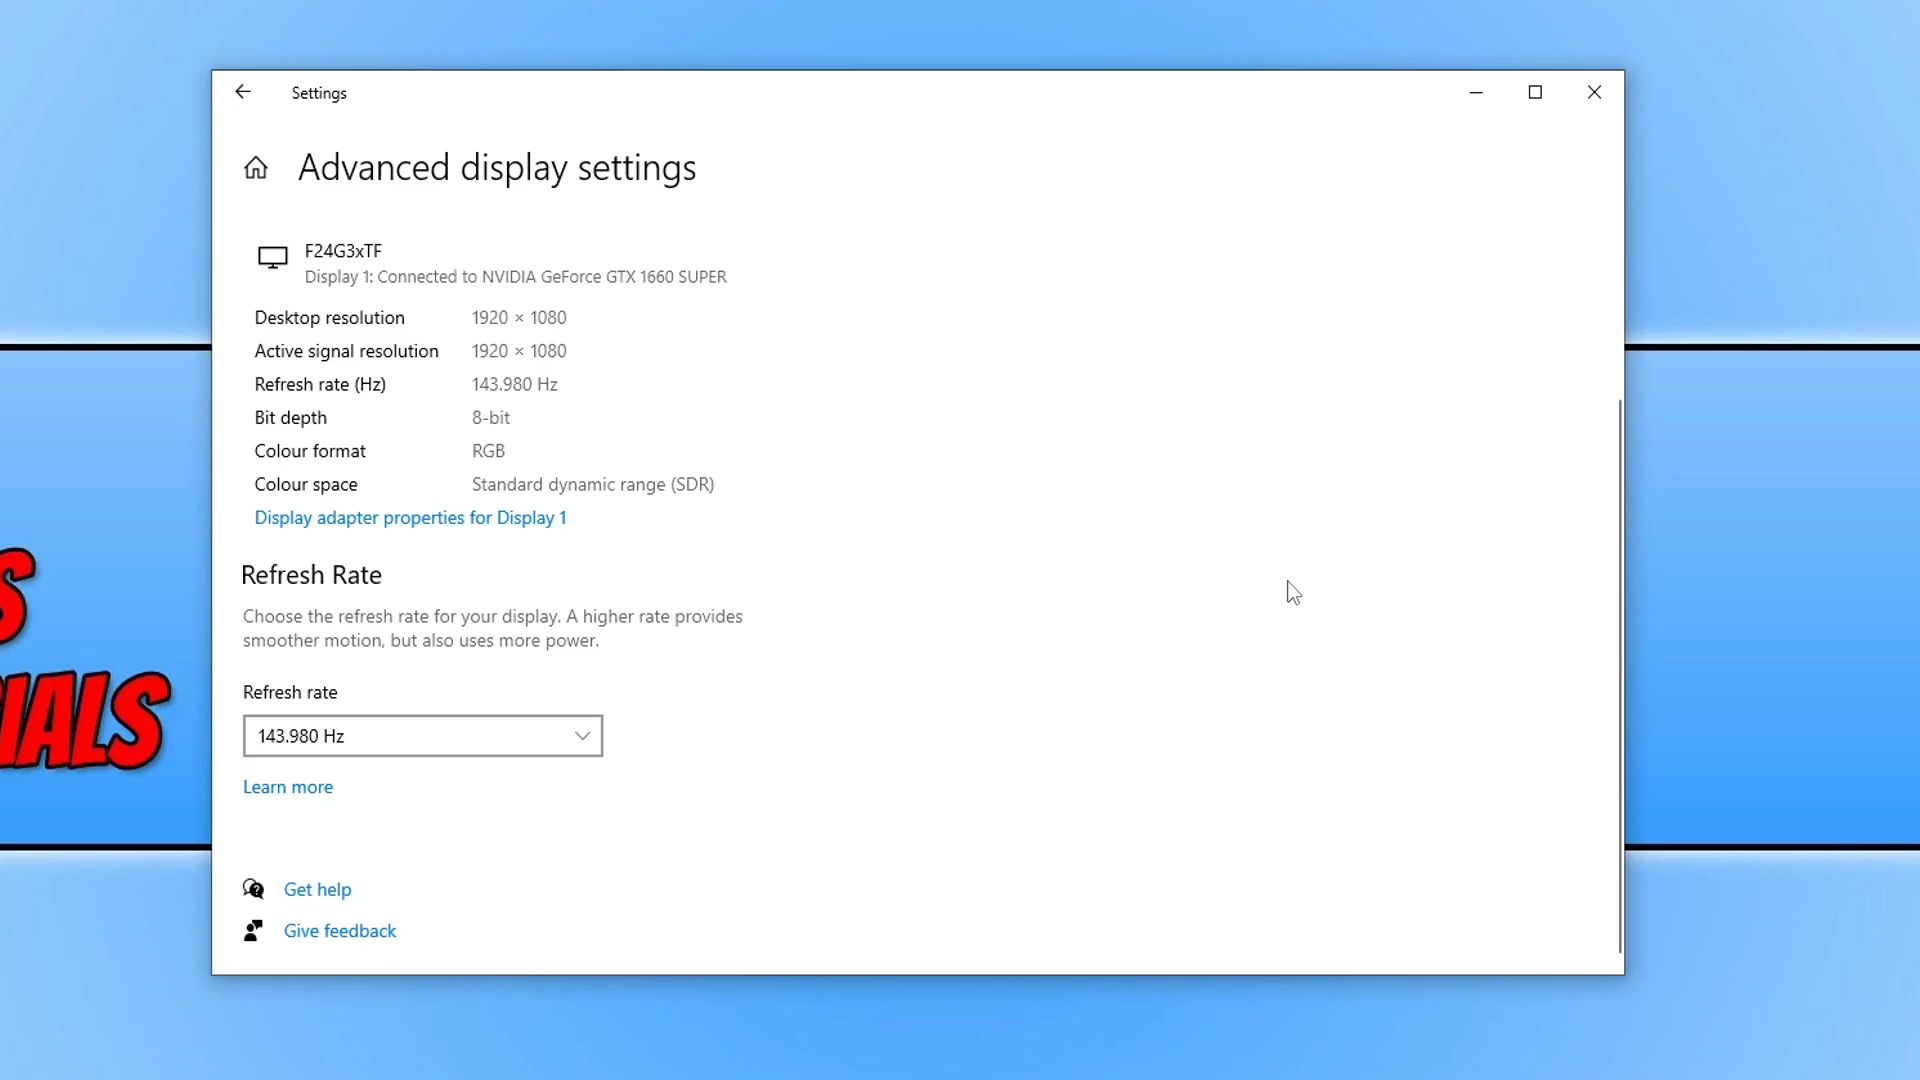 Settings
Advanced display settings
F24G3xTF
Display 1: Connected to NVIDIA GeForce GTX 1660 SUPER
Desktop resolution 1920 × 1080
Active signal resolution 1920 × 1080
Refresh rate (Hz) 143.980 Hz
Bit depth 8-bit
Colour format RGB
Colour space Standard dynamic range (SDR)
Display adapter properties for Display 1
Refresh Rate
Choose the refresh rate for your display. A higher rate provides
smoother motion, but also uses more power.
Refresh rate
143.980 Hz
Learn more
Get help
Give feedback